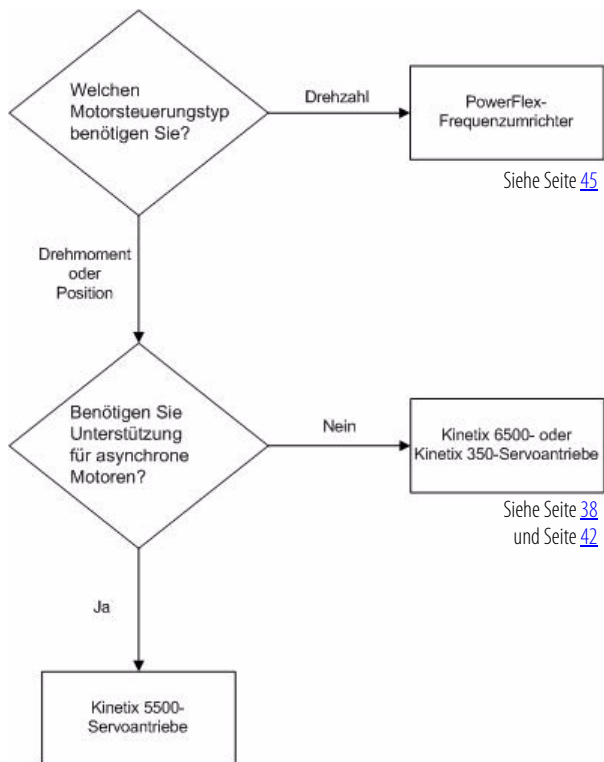 Welchen
Motorsteuerungstyp
benötigen Sie?
Drehzahl
PowerFlex-
Frequenzumrichter
Siehe Seite 45
Drehmoment
oder
Position
Benötigen Sie
Unterstützung
für asynchrone
Motoren?
Nein
Kinetix 6500- oder
Kinetix 350-Servoantriebe
Siehe Seite 38
und Seite 42
Ja
Kinetix 5500-
Servoantriebe